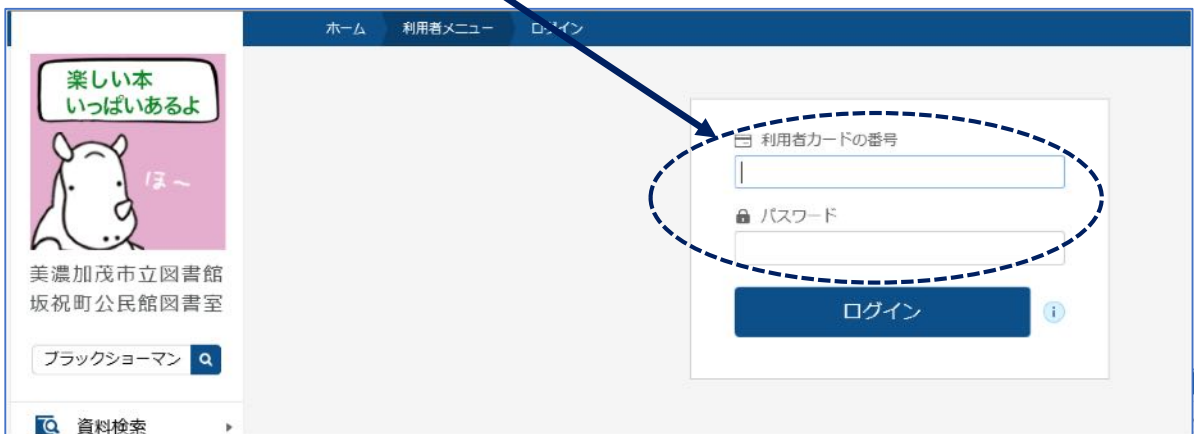 ホーム
利用者メニュー
ログイン
楽しい本
いっぱいあるよ
ほ～
美濃加茂市立図書館
坂祝町公民館図書室
ブラックショーマン
資料検索
利用者カードの番号
パスワード
ログイン